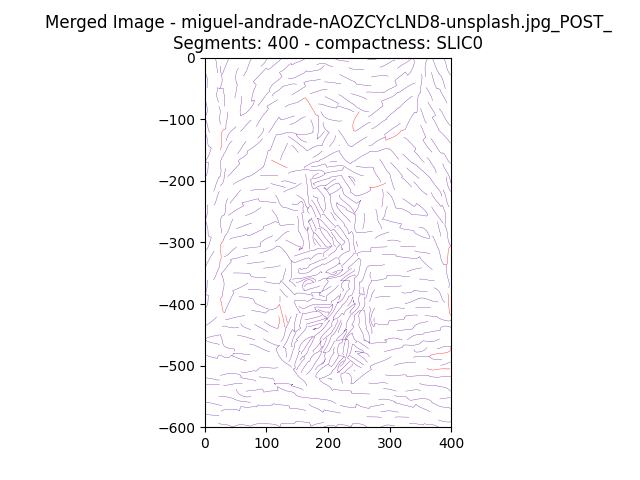 Merged Image - miguel-andrade-nAOZCYcLND8-unsplash.jpg_POST_
Segments: 400 - compactness: SLIC0
0
−100
−200
−300
−400
−500
−600
0 100 200 300 400